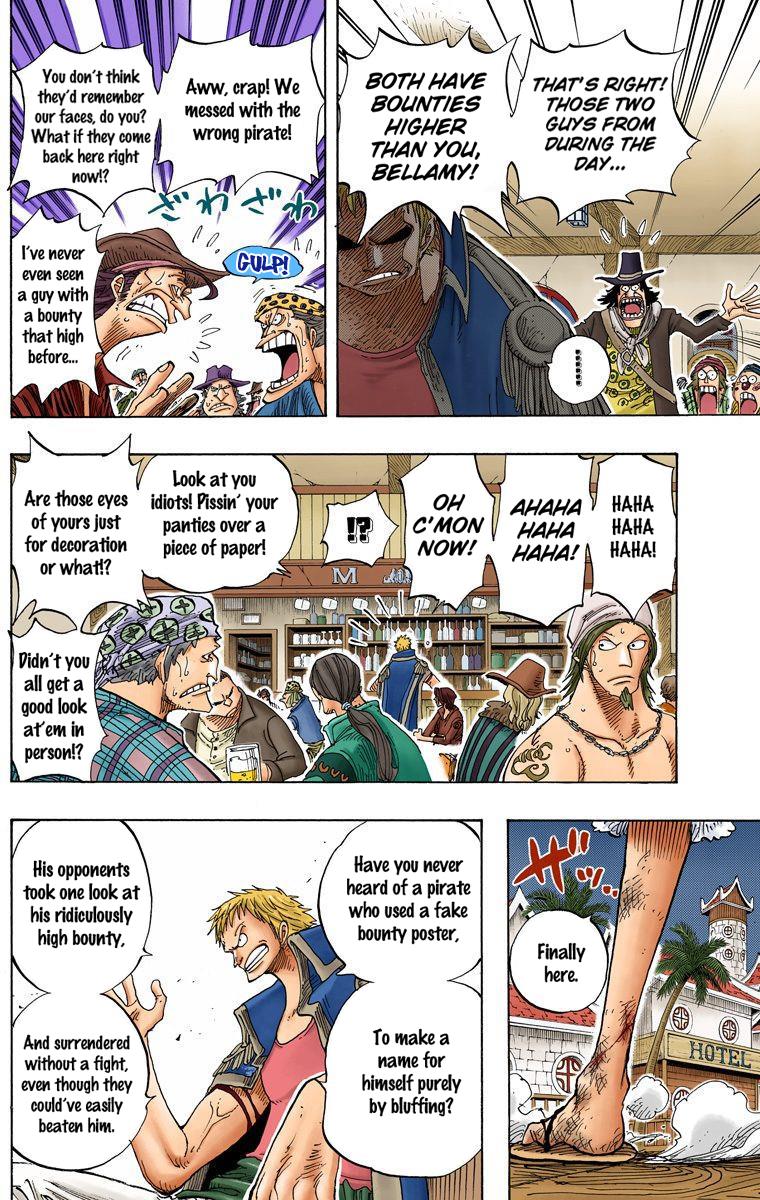 THAT'S RIGHT!
THOSE TWO
GUYS FROM
DURING THE
DAY...
BOTH HAVE
BOUNTIES
HIGHER
THAN YOU,
BELLAMY!
!!!!!
Aww, crap! We
messed with the
wrong pirate!
You don't think
they'd remember
our faces, do you?
What if they come
back here right
now!?
ざわざわ
GULP!
I've never
even seen
a guy with
a bounty
that high
before...
HAHA
HAHA
HAHA!
AHAHA
HAHA
HAHA!
OH
C'MON
NOW!
!?
Look at you
idiots! Pissin' your
panties over a
piece of paper!
Are those eyes
of yours just
for decoration
or what!?
Didn't you
all get a
good look
at'em in
person!?
M
ザッ..
Finally
here.
HOTEL
Have you never
heard of a pirate
who used a fake
bounty poster,
To make a
name for
himself purely
by bluffing?
His opponents
took one look at
his ridiculously
high bounty,
And surrendered
without a fight,
even though they
could've easily
beaten him.